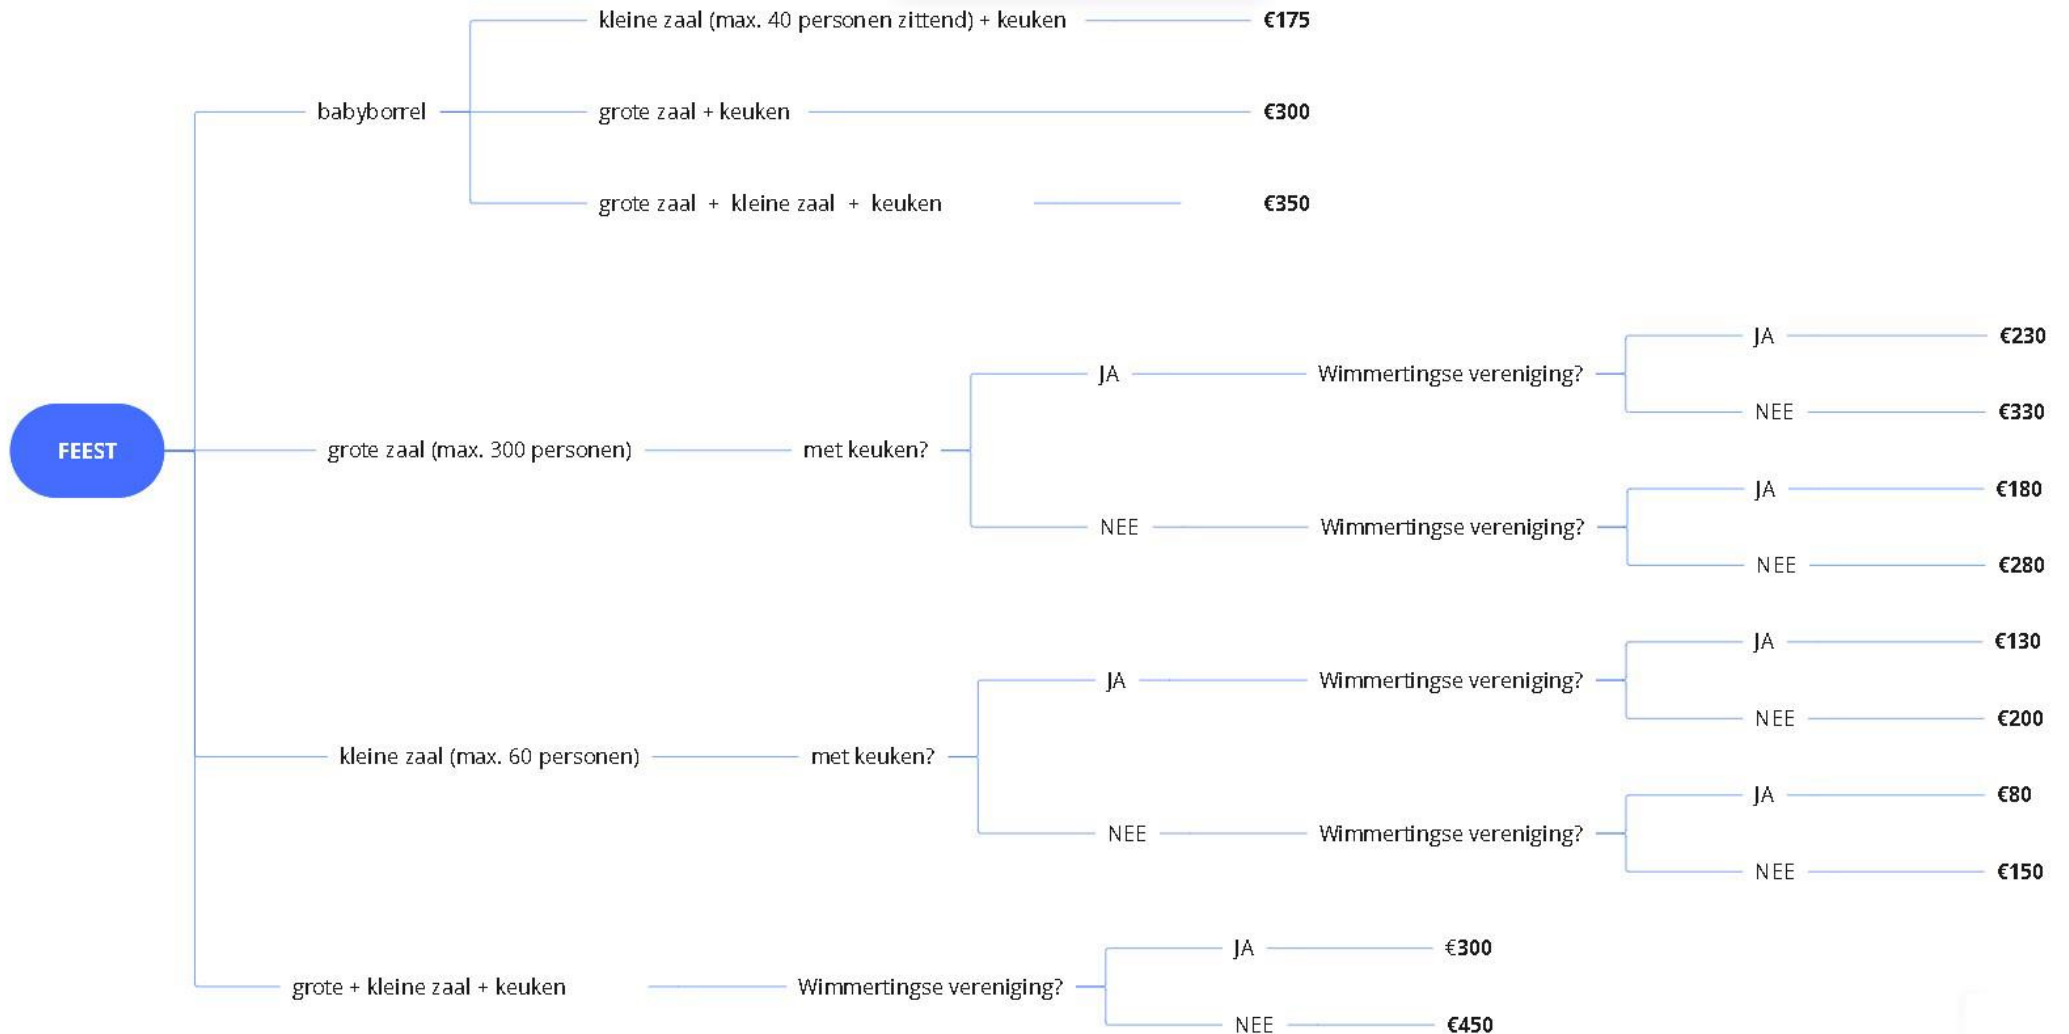 kleine zaal (max. 40 personen zittend) + keuken €175
babyborrel grote zaal + keuken €300
grote zaal + kleine zaal + keuken €350
JA €230
JA Wimmertingse vereniging?
NEE €330
FEEST grote zaal (max. 300 personen) met keuken?
JA €180
NEE Wimmertingse vereniging?
NEE €280
JA €130
JA Wimmertingse vereniging?
NEE €200
kleine zaal (max. 60 personen) met keuken?
JA €80
NEE Wimmertingse vereniging?
NEE €150
JA €300
grote + kleine zaal + keuken Wimmertingse vereniging?
NEE €450